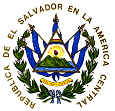 REPUBLICA DE EL SALVADOR EN LA AMERICA CENTRAL